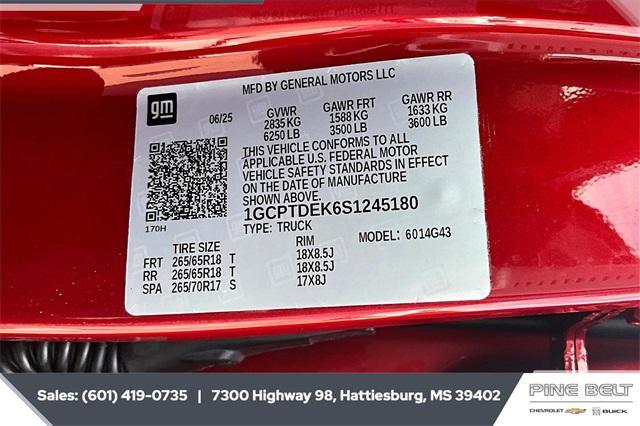 MFD BY GENERAL MOTORS LLC
gm
06/25 GVWR GAWR FRT GAWR RR
2835 KG 1588 KG 1633 KG
6250 LB 3500 LB 3600 LB
THIS VEHICLE CONFORMS TO ALL
APPLICABLE U.S. FEDERAL MOTOR
VEHICLE SAFETY STANDARDS IN EFFECT
ON THE DATE OF MANUFACTURE
SHOWN ABOVE.
1GCPTDEK6S1245180
170H
TYPE: TRUCK MODEL: 6014G43
TIRE SIZE RIM
FRT 265/65R18 T 18X8.5J
RR 265/65R18 T 18X8.5J
SPA 265/70R17 S 17X8J
Sales: (601) 419-0735 | 7300 Highway 98, Hattiesburg, MS 39402
PINE BELT
CHEVROLET BUICK